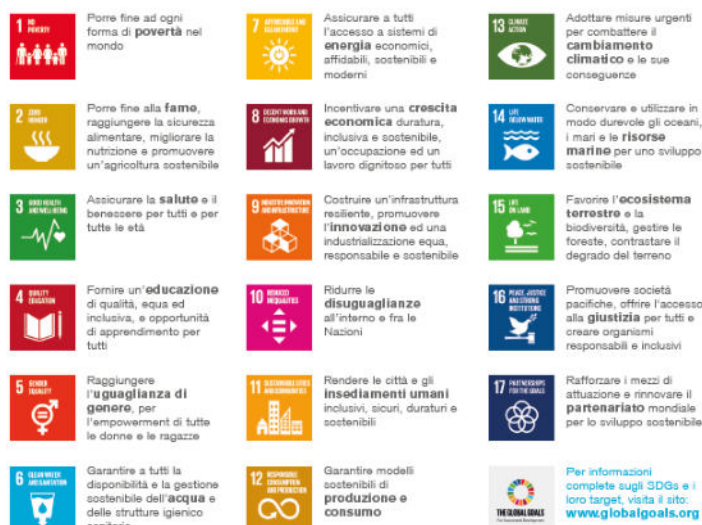 1 NO
POVERTY
Porre fine ad ogni
forma di povertà nel
mondo
2 ZERO
HUNGER
Porre fine alla fame,
raggiungere la sicurezza
alimentare, migliorare la
nutrizione e promuovere
un'agricoltura sostenibile
3 GOOD HEALTH
AND WELL-BEING
Assicurare la salute e il
benessere per tutti e per
tutte le età
4 QUALITY
EDUCATION
Fornire un'educazione
di qualità, equa ed
inclusiva, e opportunità
di apprendimento per
tutti
5 GENDER
EQUALITY
Raggiungere
l'uguaglianza di
genere, per
l'empowerment di tutte
le donne e le ragazze
6 CLEAN WATER
AND SANITATION
Garantire a tutti la
disponibilità e la gestione
sostenibile dell'acqua e
delle strutture igienico
7 AFFORDABLE AND
CLEAN ENERGY
Assicurare a tutti
l'accesso a sistemi di
energia economici,
affidabili, sostenibili e
moderni
8 DECENT WORK AND
ECONOMIC GROWTH
Incentivare una crescita
economica duratura,
inclusiva e sostenibile,
un'occupazione ed un
lavoro dignitoso per tutti
9 INDUSTRY, INNOVATION
AND INFRASTRUCTURE
Costruire un'infrastruttura
resiliente, promuovere
l'innovazione ed una
industrializzazione equa,
responsabile e sostenibile
10 REDUCED
INEQUALITIES
Ridurre le
disuguaglianze
all'interno e fra le
Nazioni
11 SUSTAINABLE CITIES
AND COMMUNITIES
Rendere le città e gli
insediamenti umani
inclusivi, sicuri, duraturi e
sostenibili
12 RESPONSIBLE
CONSUMPTION
AND PRODUCTION
Garantire modelli
sostenibili di
produzione e
consumo
13 CLIMATE
ACTION
Adottare misure urgenti
per combattere il
cambiamento
climatico e le sue
conseguenze
14 LIFE
BELOW WATER
Conservare e utilizzare in
modo durevole gli oceani,
i mari e le risorse
marine per uno sviluppo
sostenibile
15 LIFE
ON LAND
Favorire l'ecosistema
terrestre e la
biodiversità, gestire le
foreste, contrastare il
degrado del terreno
16 PEACE, JUSTICE
AND STRONG
INSTITUTIONS
Promuovere società
pacifiche, offrire l'accesso
alla giustizia per tutti e
creare organismi
responsabili e inclusivi
17 PARTNERSHIPS
FOR THE GOALS
Rafforzare i mezzi di
attuazione e rinnovare il
partenariato mondiale
per lo sviluppo sostenibile
THE GLOBAL GOALS
For Sustainable Development
Per informazioni
complete sugli SDGs e i
loro target, visita il sito:
www.globalgoals.org